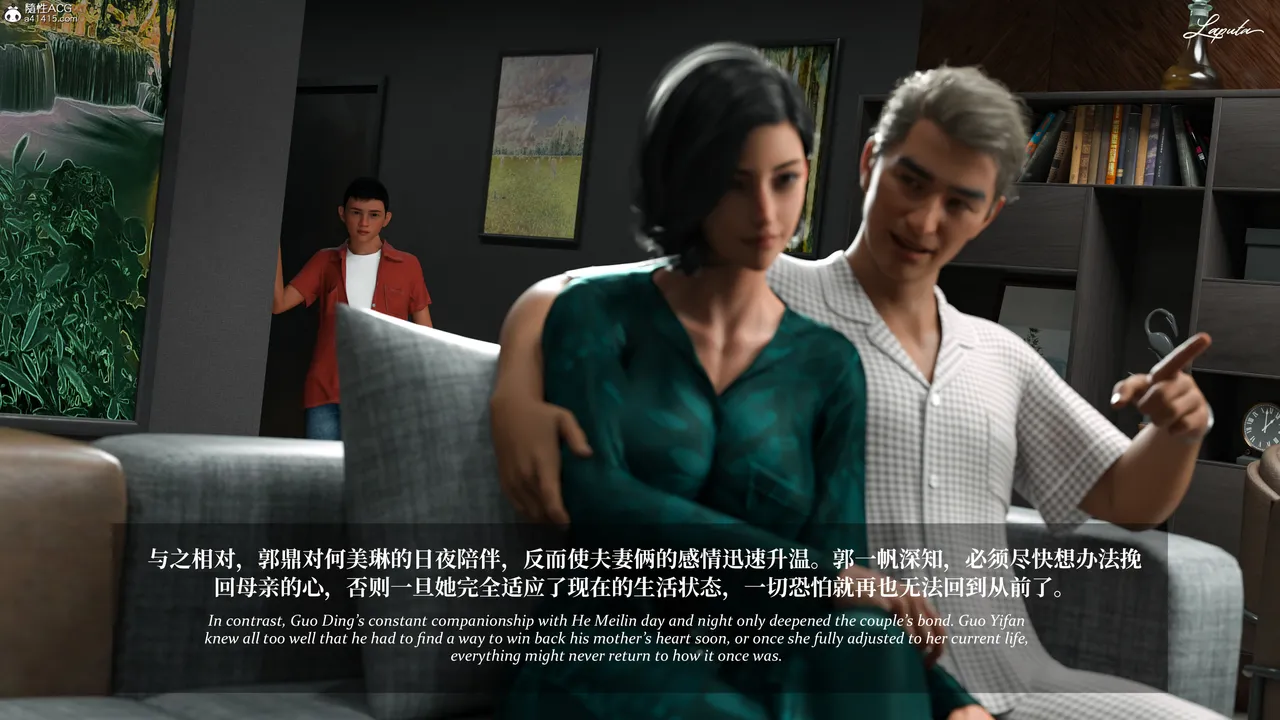 隨性ACG
a41415.com
Laputa
与之相对，郭鼎对何美琳的日夜陪伴，反而使夫妻俩的感情迅速升温。郭一帆深知，必须尽快想办法挽
回母亲的心，否则一旦她完全适应了现在的生活状态，一切恐怕就再也无法回到从前了。
In contrast, Guo Ding's constant companionship with He Meilin day and night only deepened the couple's bond. Guo Yifan
knew all too well that he had to find a way to win back his mother's heart soon, or once she fully adjusted to her current life,
everything might never return to how it once was.